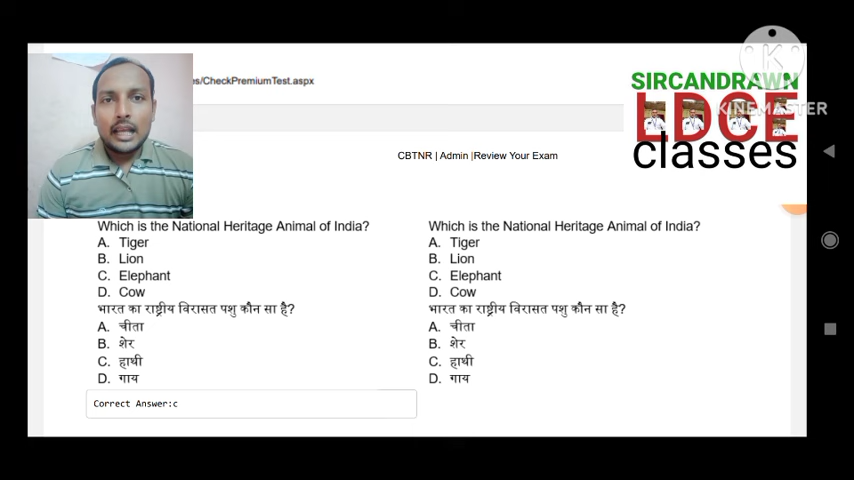 es/CheckPremiumTest.aspx
SIRCANDRAWN
LDCE
classes
KINEMASTER
CBTNR | Admin |Review Your Exam
Which is the National Heritage Animal of India?
A. Tiger
B. Lion
C. Elephant
D. Cow
भारत का राष्ट्रीय विरासत पशु कौन सा है?
A. चीता
B. शेर
C. हाथी
D. गाय
Correct Answer:c
Which is the National Heritage Animal of India?
A. Tiger
B. Lion
C. Elephant
D. Cow
भारत का राष्ट्रीय विरासत पशु कौन सा है?
A. चीता
B. शेर
C. हाथी
D. गाय